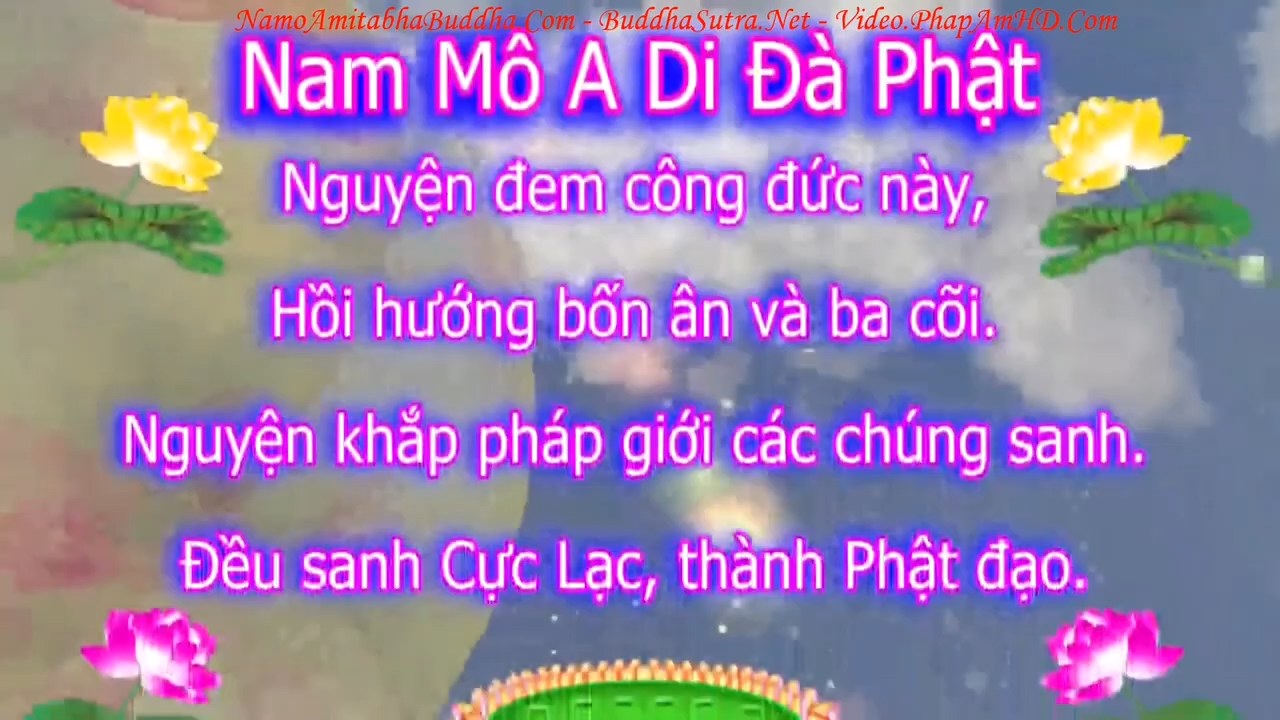 NamoAmitabhaBuddha.Com - BuddhaSutra.Net - Video.PhapAmHD.Com
Nam Mô A Di Đà Phật
Nguyện đem công đức này,
Hồi hướng bốn ân và ba cõi.
Nguyện khắp pháp giới các chúng sanh.
Đều sanh Cực Lạc, thành Phật đạo.